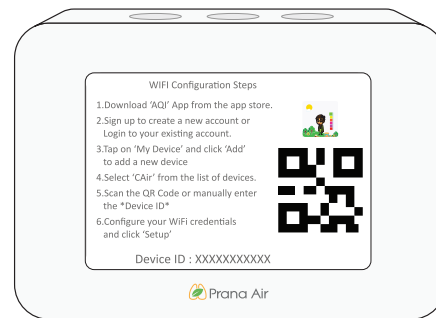 WIFI Configuration Steps
1.Download 'AQI' App from the app store.
2.Sign up to create a new account or
Login to your existing account.
3.Tap on 'My Device' and click 'Add'
to add a new device
4.Select 'CAir' from the list of devices.
5.Scan the QR Code or manually enter
the *Device ID*
6.Configure your WiFi credentials
and click 'Setup'
Device ID : XXXXXXXXXXX
Prana Air